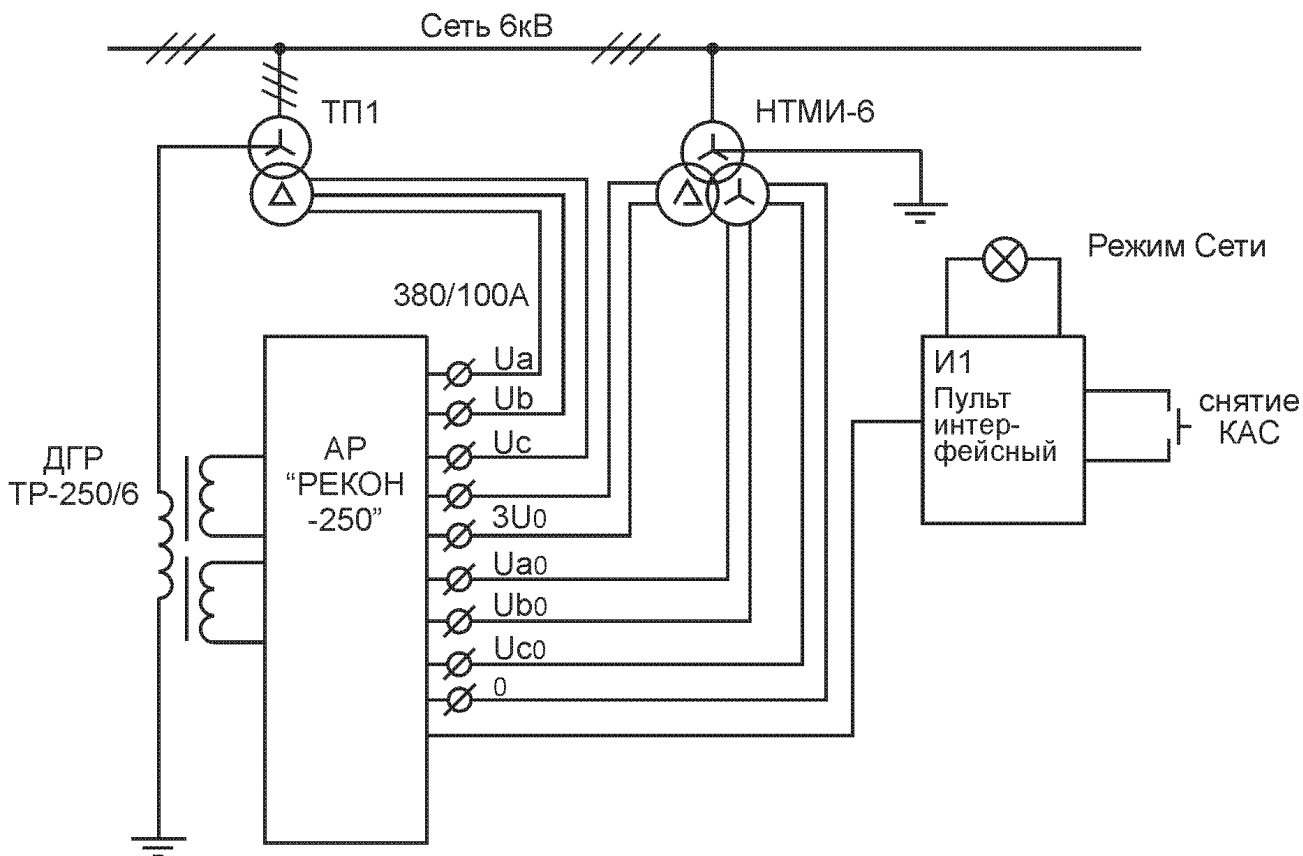 Сеть 6кВ
ТП1
НТМИ-6
380/100А
Режим Сети
Ua
Ub
Uc
3U0
Ua0
Ub0
Uc0
0
АР
“РЕКОН
-250”
ДГР
ТР-250/6
И1
Пульт
интер-
фейсный
снятие
КАС